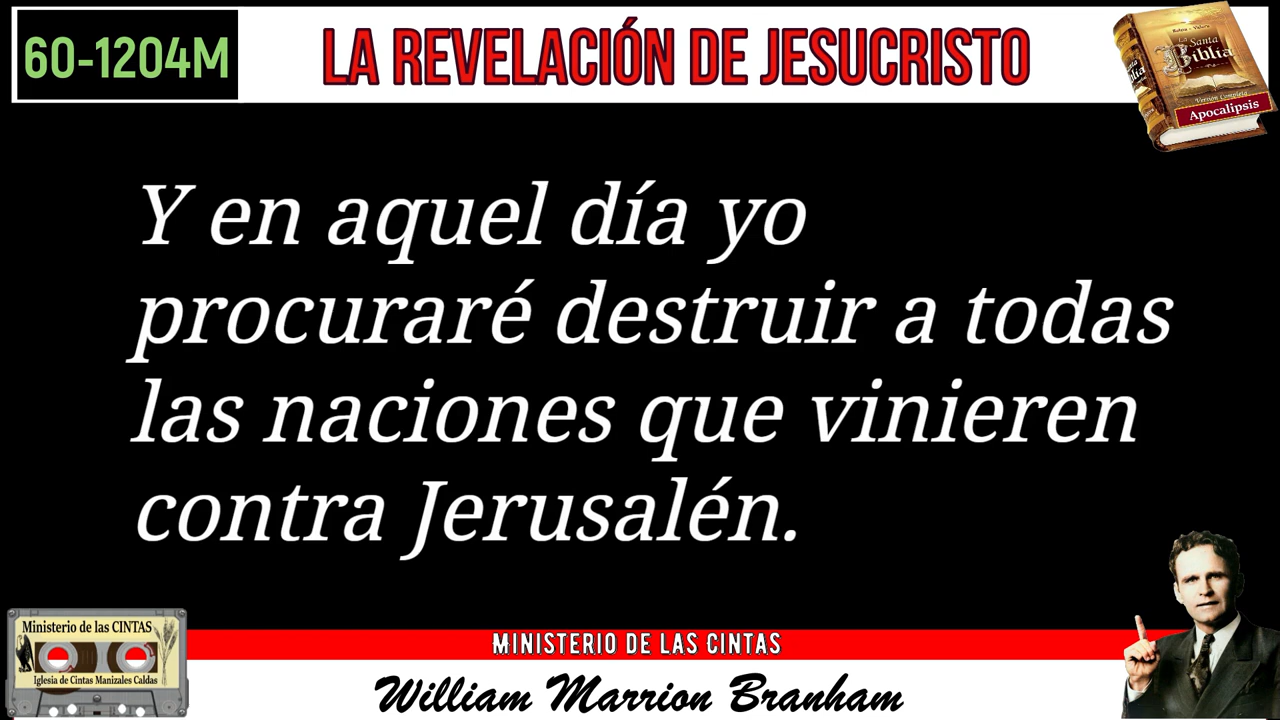 60-1204M
LA REVELACIÓN DE JESUCRISTO
La Santa
Biblia
Versión Completa
Apocalipsis
Y en aquel día yo
procuraré destruir a todas
las naciones que vinieren
contra Jerusalén.
Ministerio de las CINTAS
Iglesia de Cintas Manizales Caldas
MINISTERIO DE LAS CINTAS
William Marrion Branham